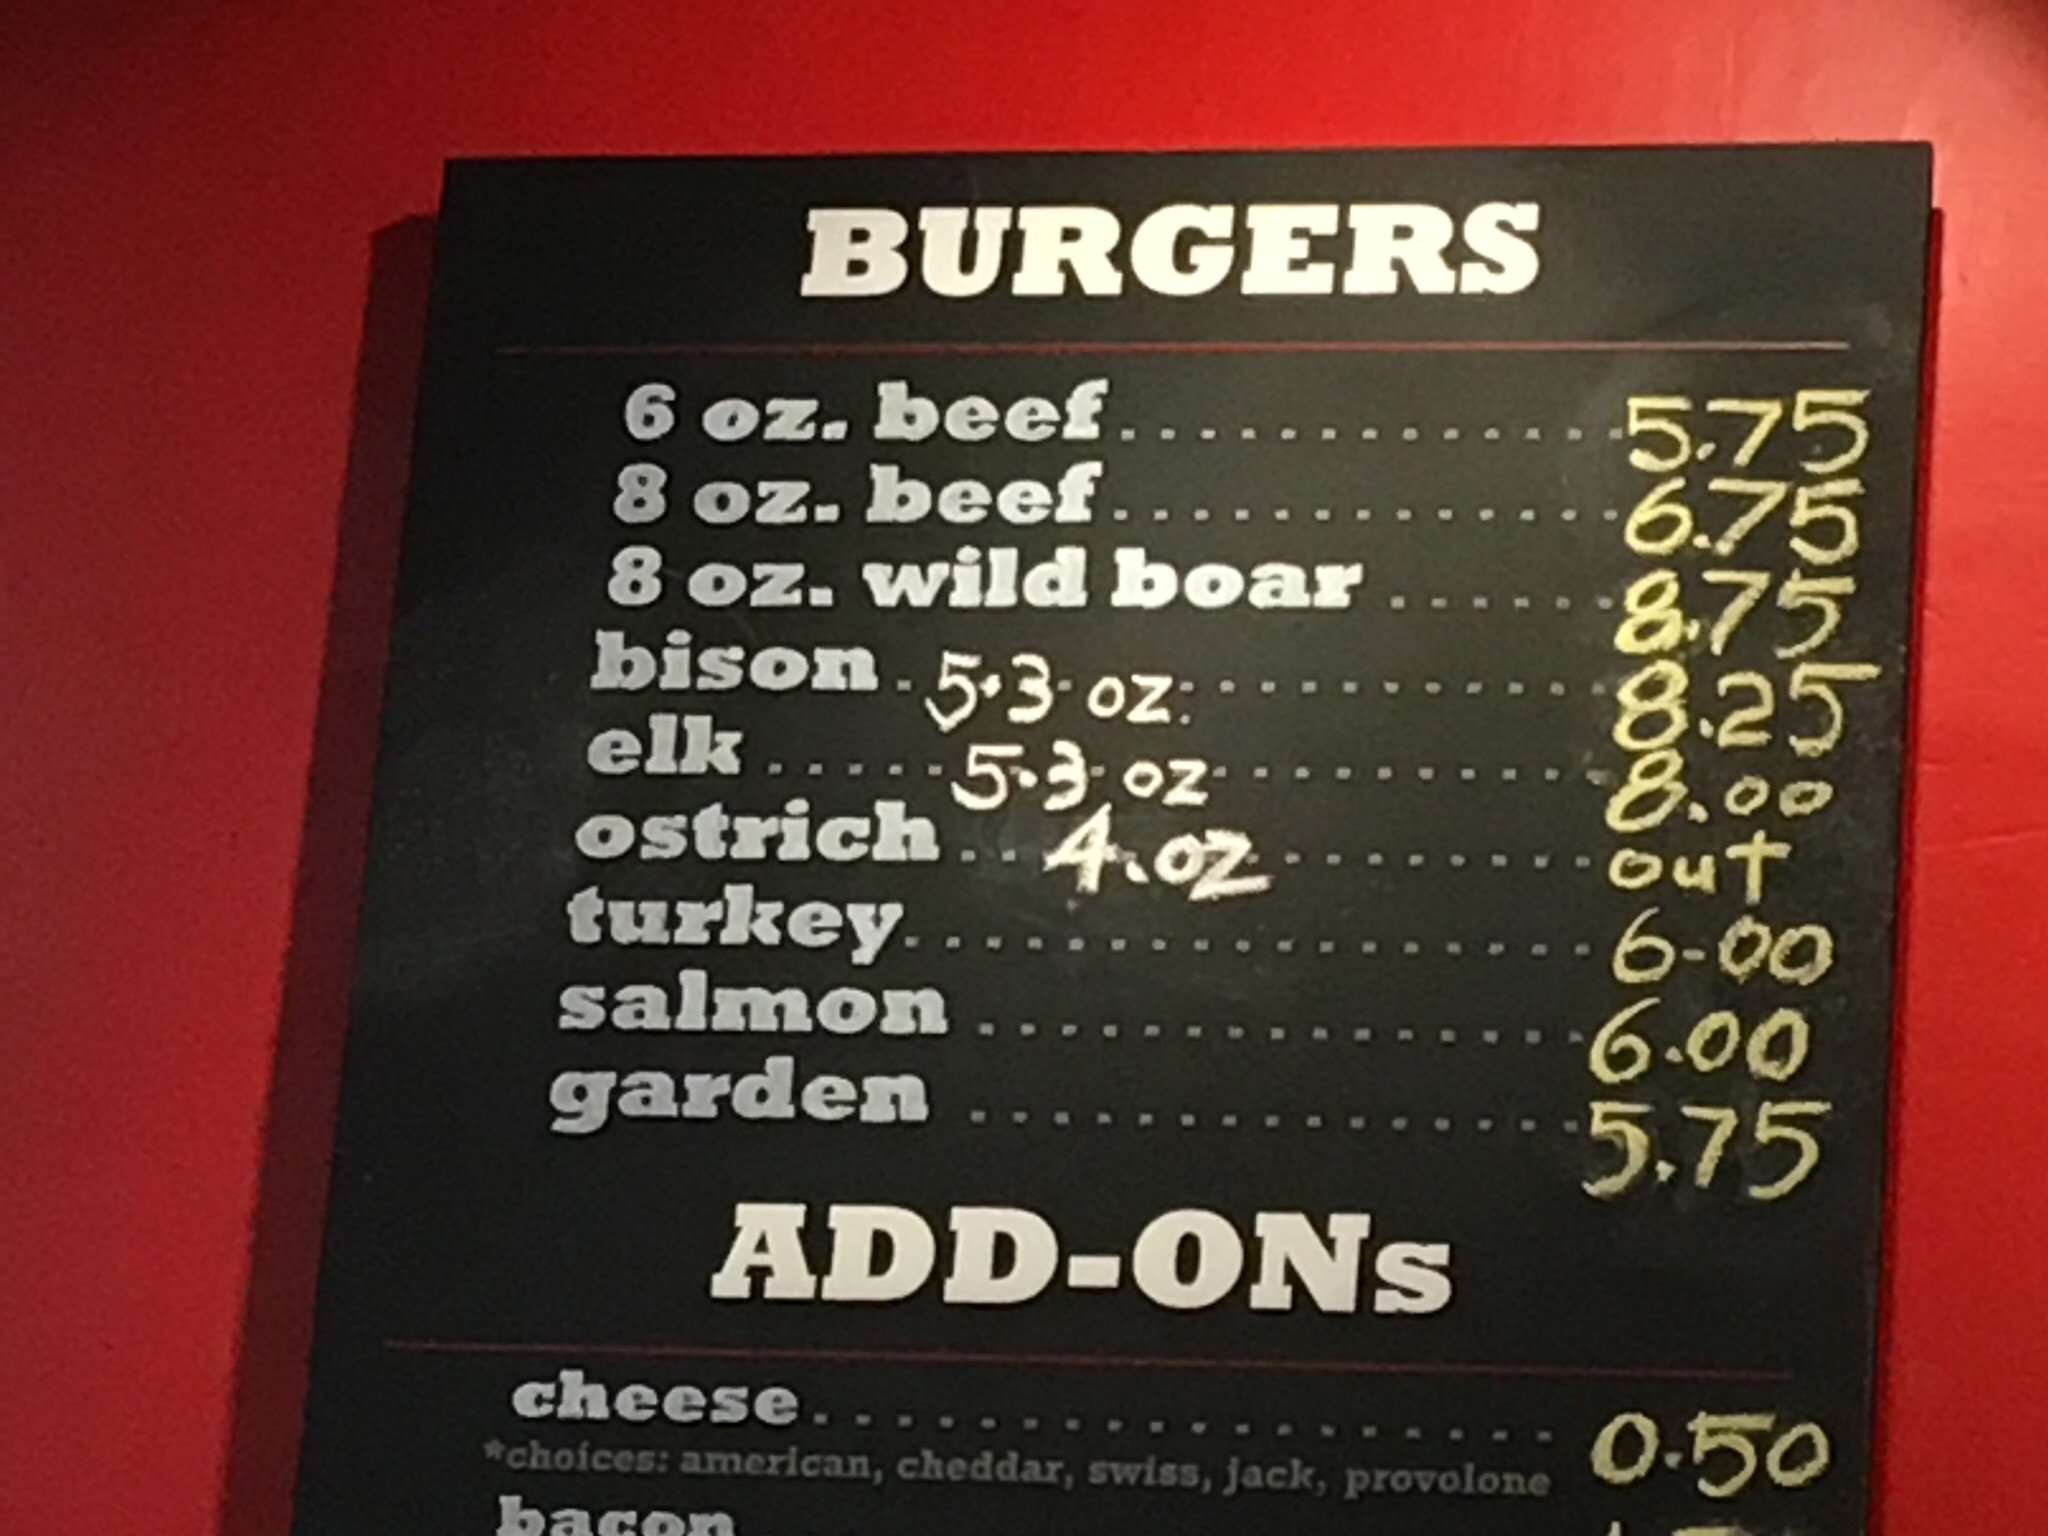 BURGERS
6 oz. beef.............5.75
8 oz. beef.............6.75
8 oz. wild boar ......8.75
bison . 5.3 oz. ...........8.25
elk ..... 5.3 oz ..........8.00
ostrich .. 4.oz ........out
turkey.................6-00
salmon ...............6.00
garden ...............5.75
ADD-ONs
cheese...................0.50
*choices: american, cheddar, swiss, jack, provolone
bacon